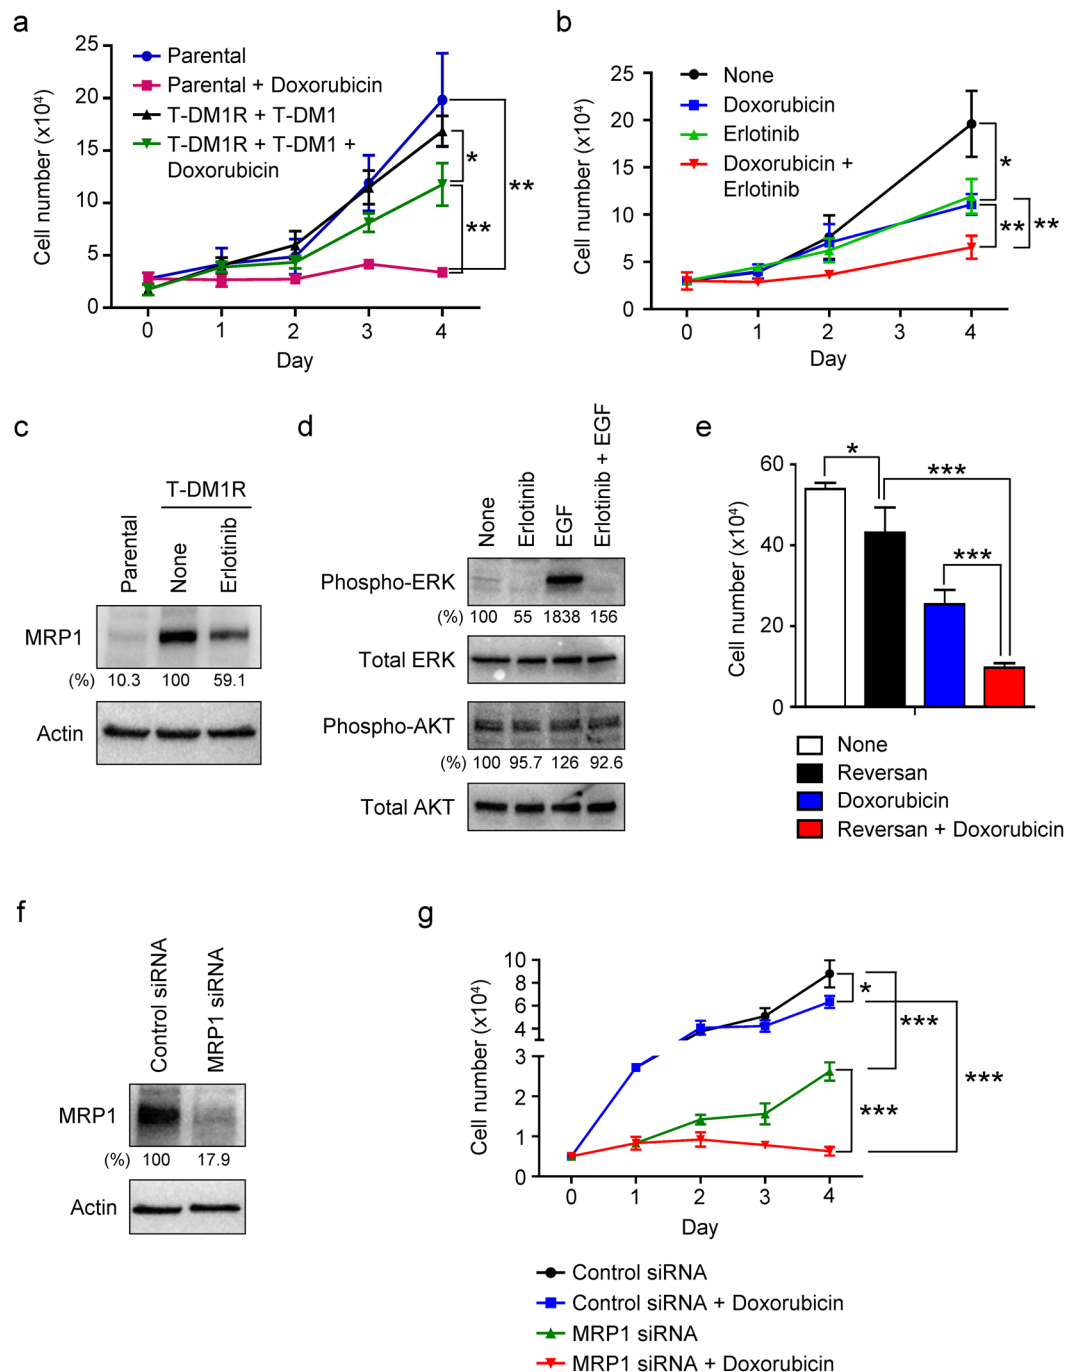 a
25
20
15
10
5
0
Cell number (x10⁴)
Parental
Parental + Doxorubicin
T-DM1R + T-DM1
T-DM1R + T-DM1 +
Doxorubicin
*
**
**
0 1 2 3 4
Day
b
25
20
15
10
5
0
Cell number (x10⁴)
None
Doxorubicin
Erlotinib
Doxorubicin +
Erlotinib
*
** **
0 1 2 3 4
Day
c
T-DM1R
Parental None Erlotinib
MRP1
(%) 10.3 100 59.1
Actin
d
None Erlotinib EGF Erlotinib + EGF
Phospho-ERK
(%) 100 55 1838 156
Total ERK
Phospho-AKT
(%) 100 95.7 126 92.6
Total AKT
e
60
40
20
0
Cell number (x10⁴)
*
***
***
None
Reversan
Doxorubicin
Reversan + Doxorubicin
f
Control siRNA MRP1 siRNA
MRP1
(%) 100 17.9
Actin
g
10
8
6
4
3
2
1
0
Cell number (x10⁴)
*
***
***
***
0 1 2 3 4
Day
Control siRNA
Control siRNA + Doxorubicin
MRP1 siRNA
MRP1 siRNA + Doxorubicin